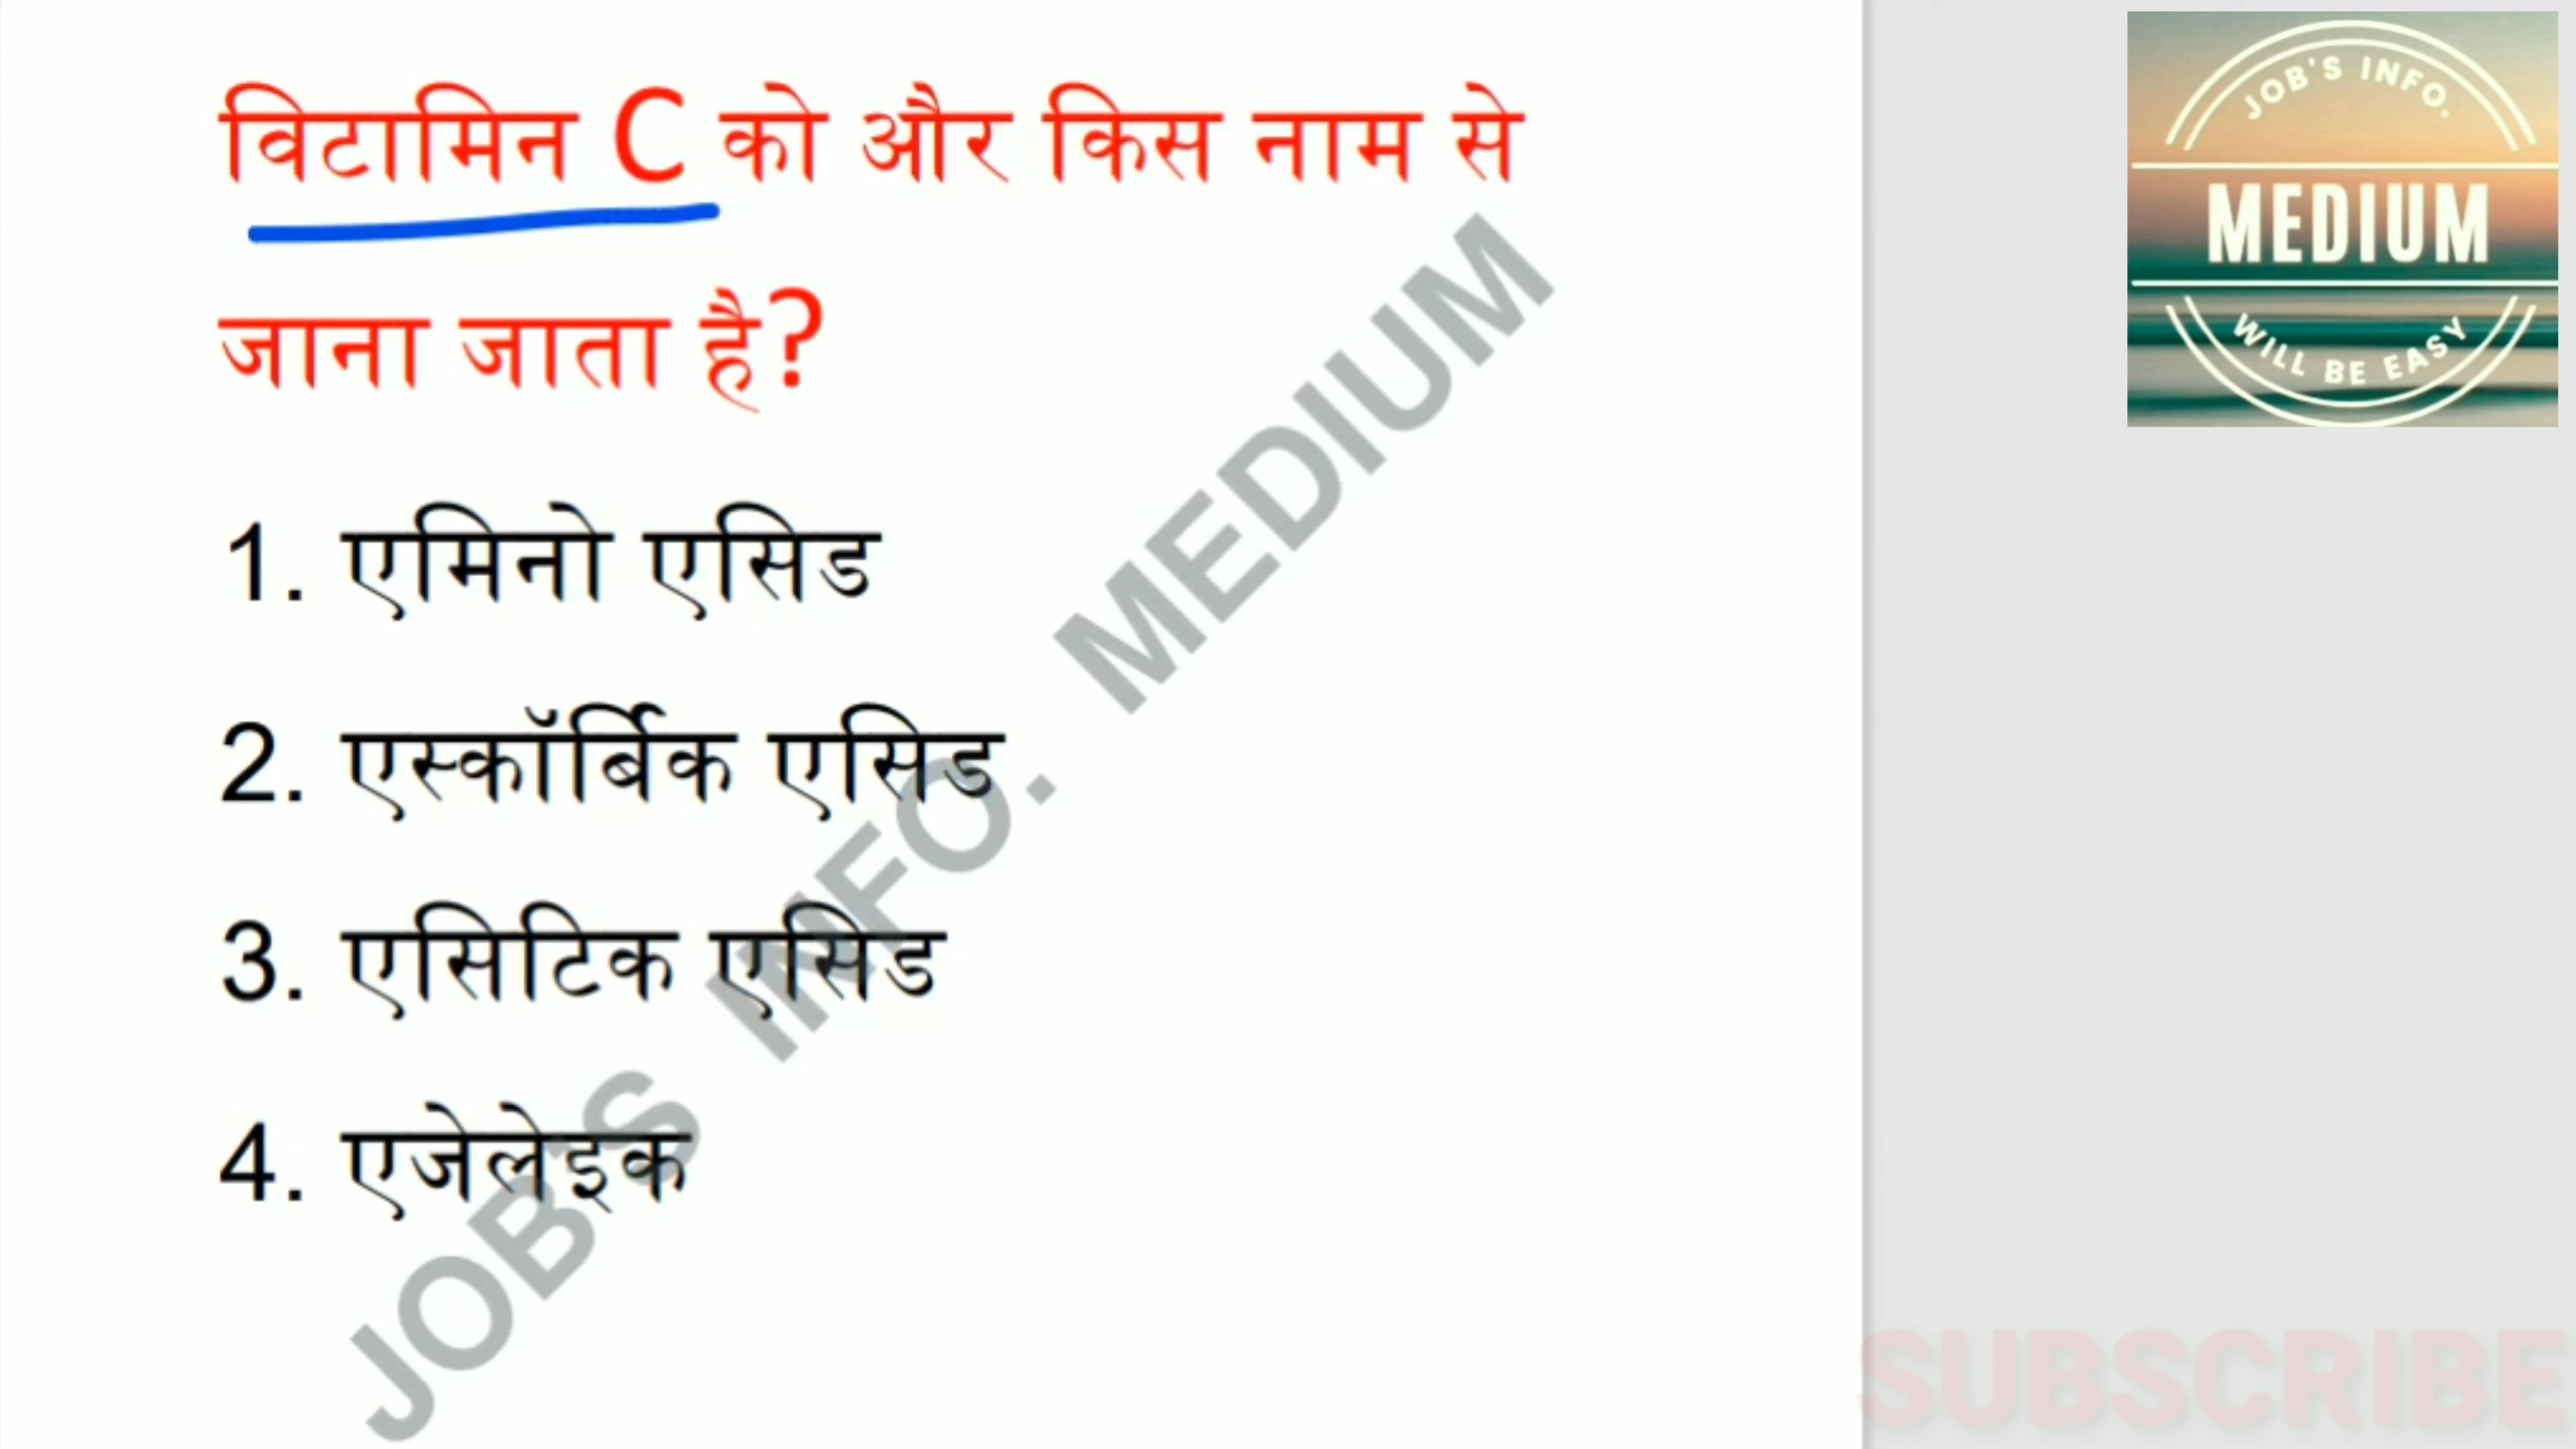 विटामिन C को और किस नाम से
जाना जाता है?
1. एमिनो एसिड
2. एस्कॉर्बिक एसिड
3. एसिटिक एसिड
4. एजेलेइक
JOB'S INFO. MEDIUM
JOB'S INFO.
MEDIUM
WILL BE EASY
SUBSCRIBE